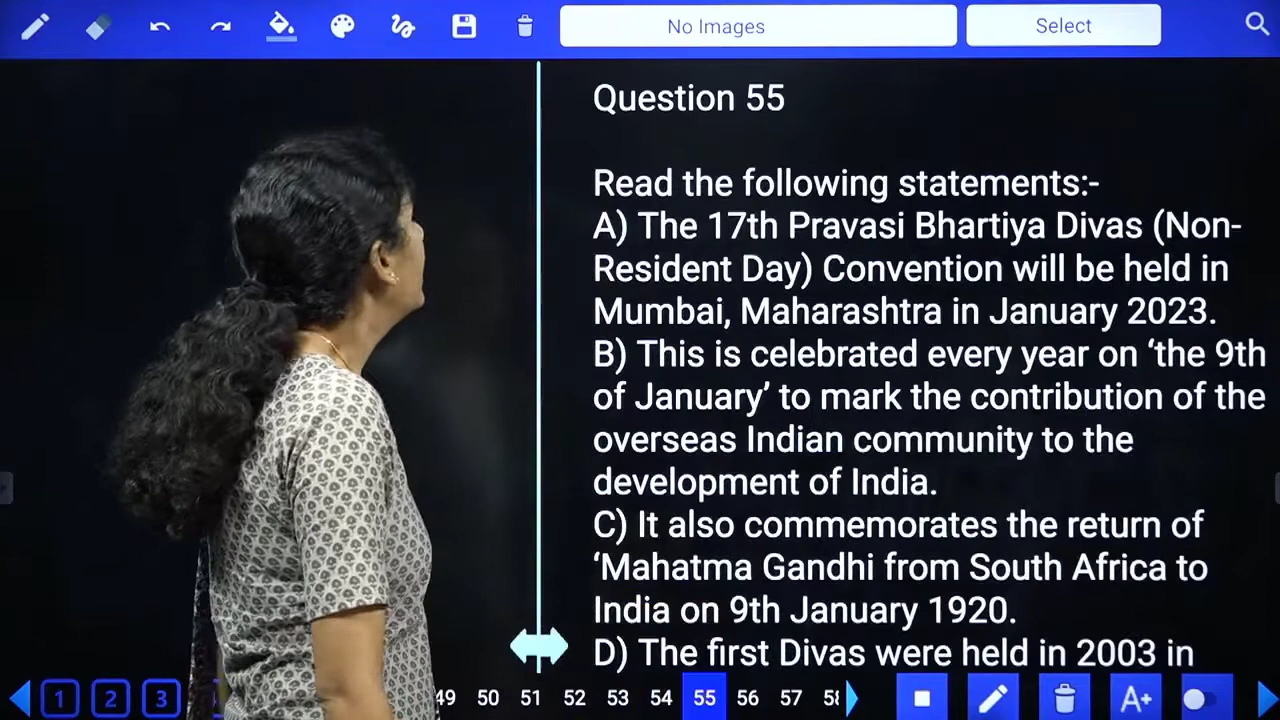 No Images
Select
Question 55
Read the following statements:-
A) The 17th Pravasi Bhartiya Divas (Non-
Resident Day) Convention will be held in
Mumbai, Maharashtra in January 2023.
B) This is celebrated every year on ‘the 9th
of January’ to mark the contribution of the
overseas Indian community to the
development of India.
C) It also commemorates the return of
‘Mahatma Gandhi from South Africa to
India on 9th January 1920.
D) The first Divas were held in 2003 in
1 2 3 49 50 51 52 53 54 55 56 57 58 A+